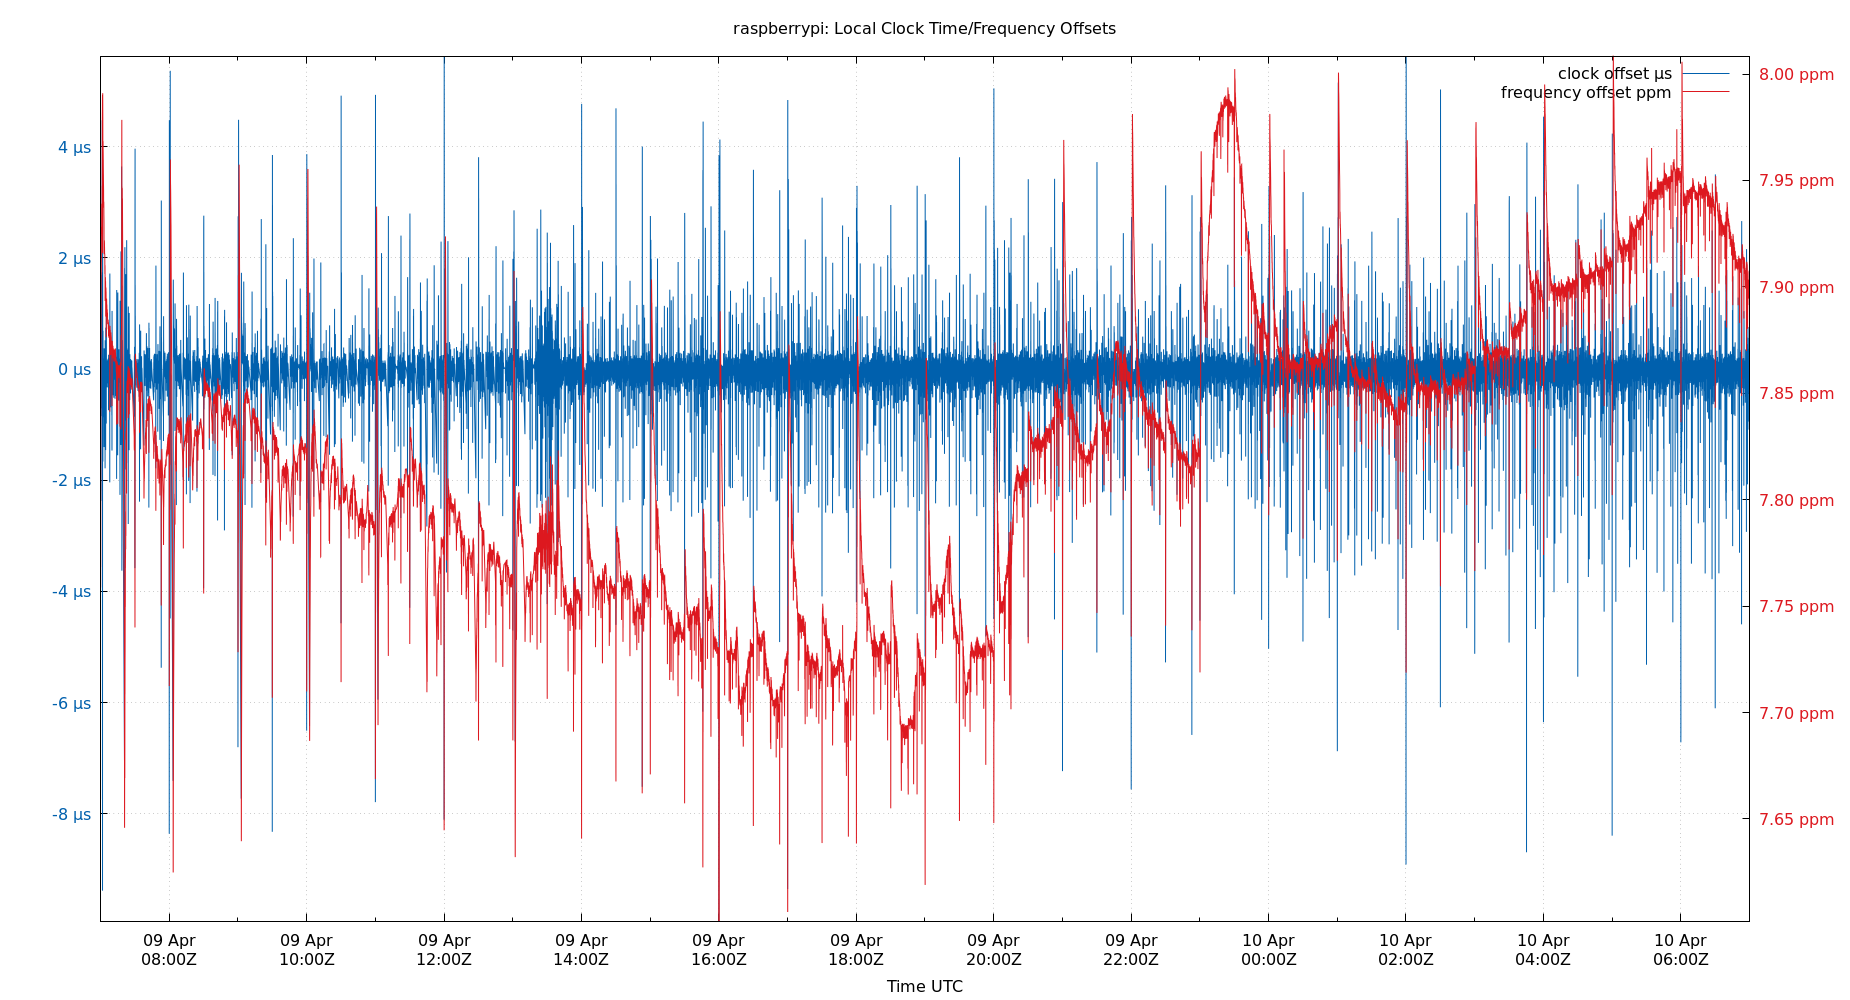 raspberrypi: Local Clock Time/Frequency Offsets
clock offset µs
frequency offset ppm
4 µs
2 µs
0 µs
-2 µs
-4 µs
-6 µs
-8 µs
8.00 ppm
7.95 ppm
7.90 ppm
7.85 ppm
7.80 ppm
7.75 ppm
7.70 ppm
7.65 ppm
09 Apr
08:00Z
09 Apr
10:00Z
09 Apr
12:00Z
09 Apr
14:00Z
09 Apr
16:00Z
09 Apr
18:00Z
09 Apr
20:00Z
09 Apr
22:00Z
10 Apr
00:00Z
10 Apr
02:00Z
10 Apr
04:00Z
10 Apr
06:00Z
Time UTC